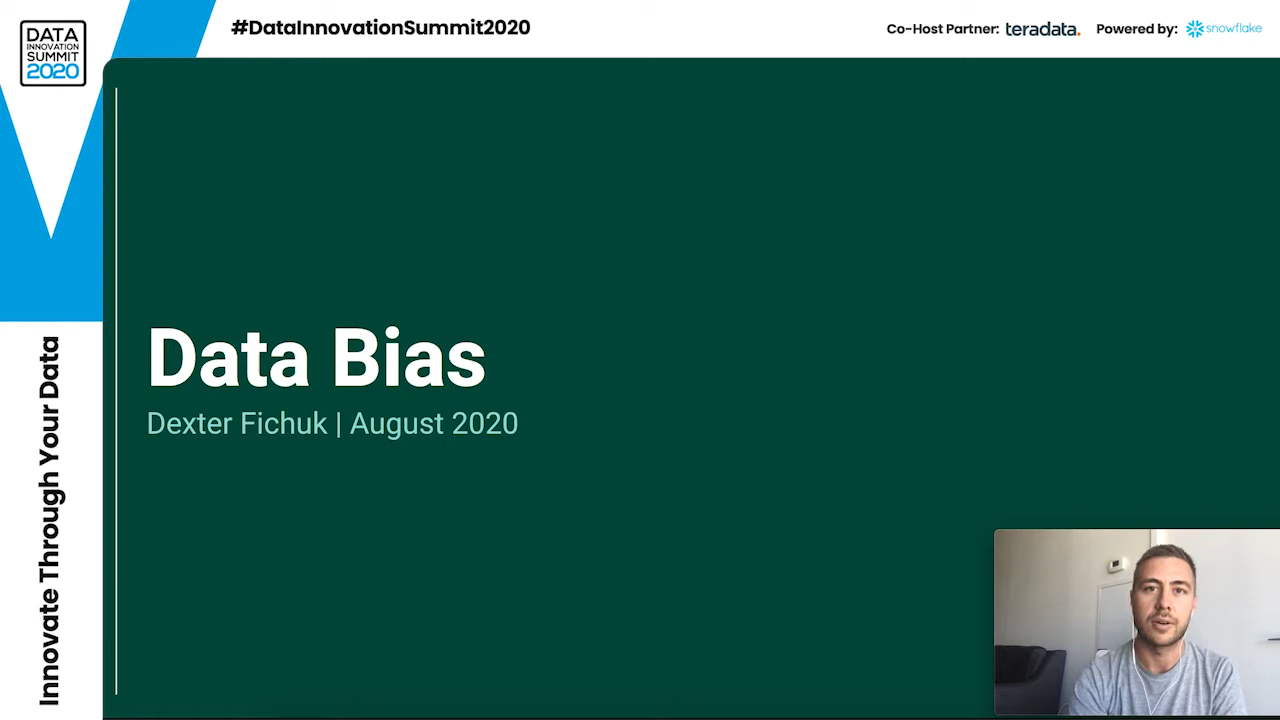 DATA
INNOVATION
SUMMIT
2020
#DataInnovationSummit2020
Co-Host Partner: teradata.
Powered by: snowflake
Data Bias
Dexter Fichuk | August 2020
Innovate Through Your Data